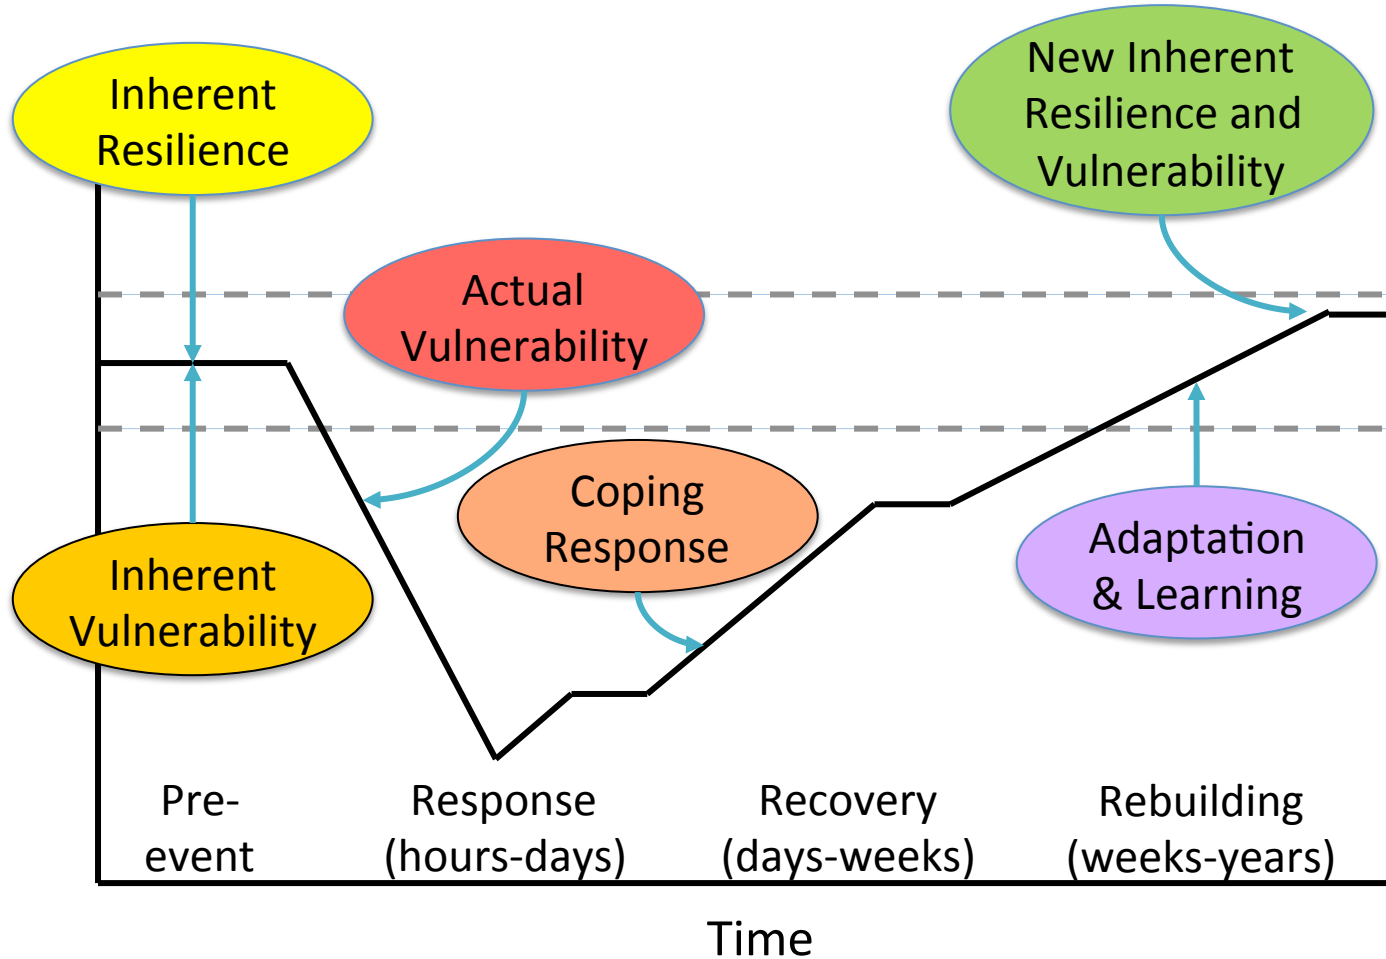 Inherent
Resilience
New Inherent
Resilience and
Vulnerability
Actual
Vulnerability
Coping
Response
Inherent
Vulnerability
Adaptation
& Learning
Pre-
event
Response
(hours-days)
Recovery
(days-weeks)
Rebuilding
(weeks-years)
Time